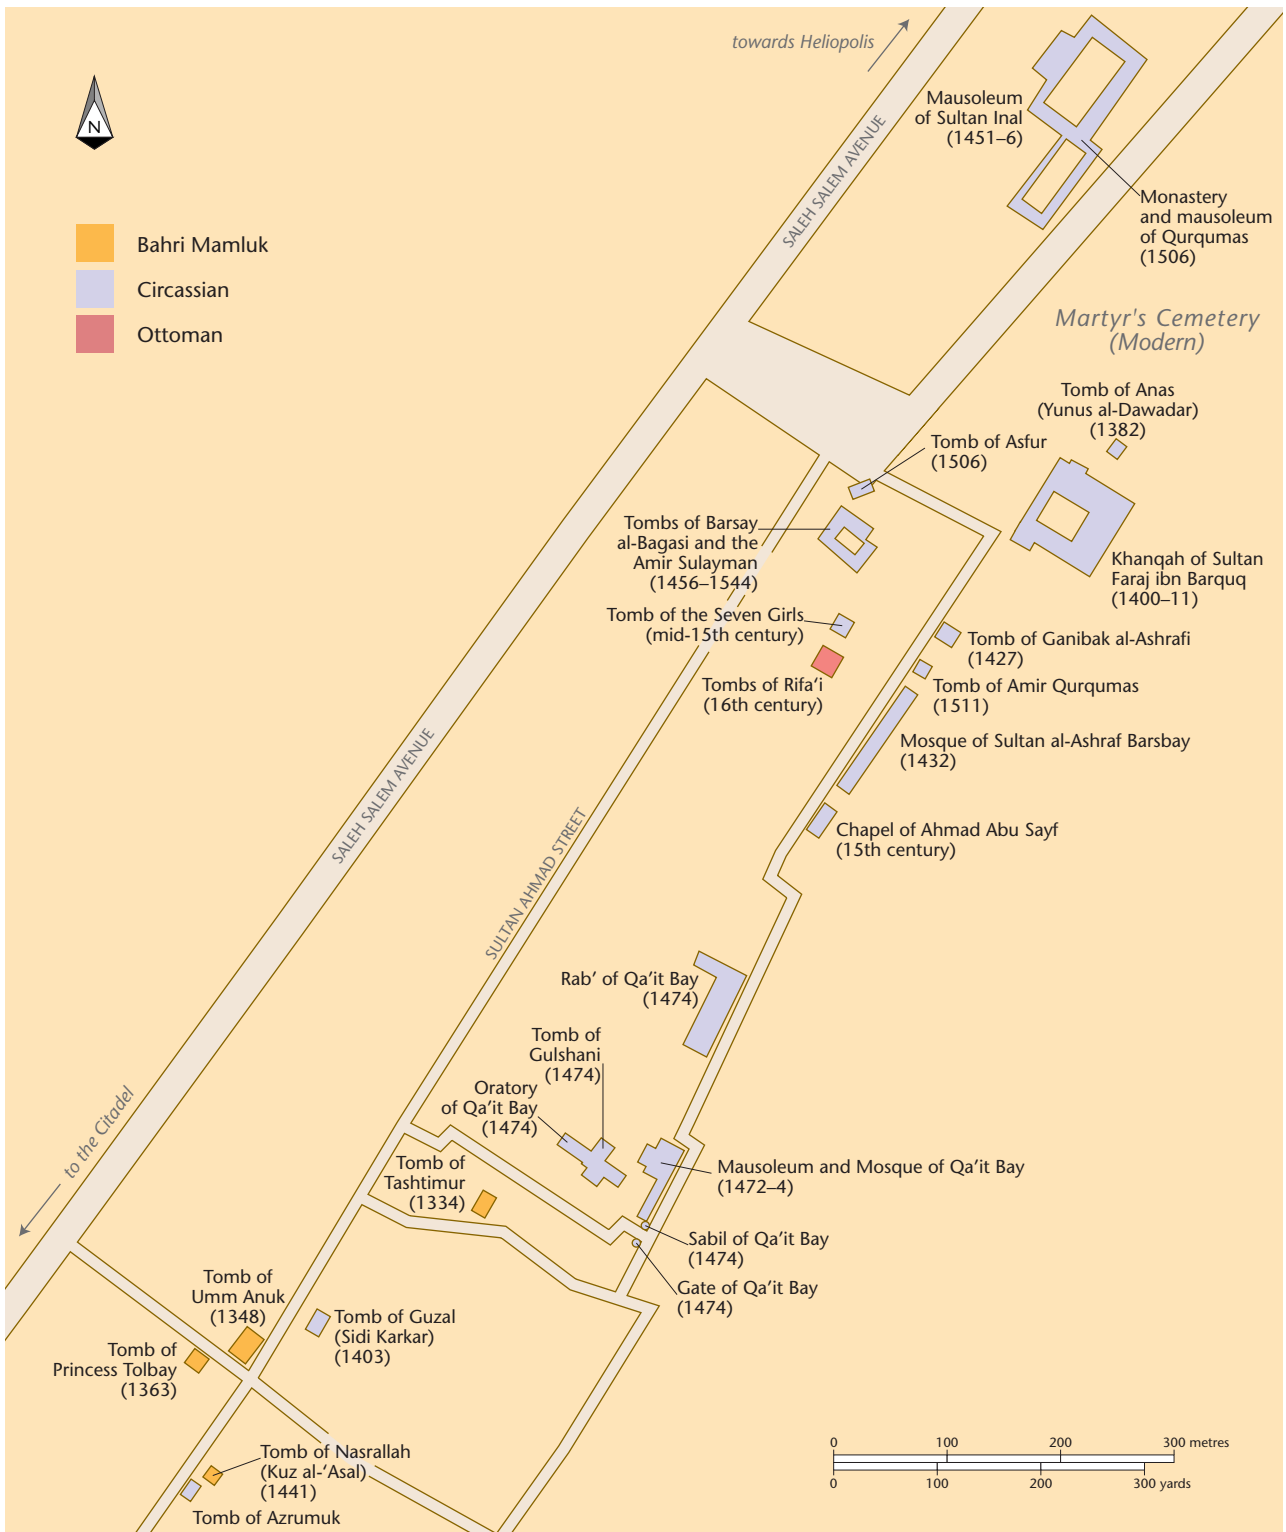 towards Heliopolis
N
SALEH SALEM AVENUE
Mausoleum
of Sultan Inal
(1451–6)
Monastery
and mausoleum
of Qurqumas
(1506)
Bahri Mamluk
Circassian
Ottoman
Martyr's Cemetery
(Modern)
Tomb of Anas
(Yunus al-Dawadar)
(1382)
Tomb of Asfur
(1506)
Tombs of Barsay
al-Bagasi and the
Amir Sulayman
(1456–1544)
Khanqah of Sultan
Faraj ibn Barquq
(1400–11)
Tomb of the Seven Girls
(mid-15th century)
Tomb of Ganibak al-Ashrafi
(1427)
Tombs of Rifa‘i
(16th century)
Tomb of Amir Qurqumas
(1511)
Mosque of Sultan al-Ashraf Barsbay
(1432)
SALEH SALEM AVENUE
SULTAN AHMAD STREET
Chapel of Ahmad Abu Sayf
(15th century)
Rab’ of Qa’it Bay
(1474)
Tomb of
Gulshani
(1474)
Oratory
of Qa’it Bay
(1474)
to the Citadel
Tomb of
Tashtimur
(1334)
Mausoleum and Mosque of Qa’it Bay
(1472–4)
Sabil of Qa’it Bay
(1474)
Gate of Qa’it Bay
(1474)
Tomb of
Umm Anuk
(1348)
Tomb of Guzal
(Sidi Karkar)
(1403)
Tomb of
Princess Tolbay
(1363)
Tomb of Nasrallah
(Kuz al-‘Asal)
(1441)
Tomb of Azrumuk
0 100 200 300 metres
0 100 200 300 yards